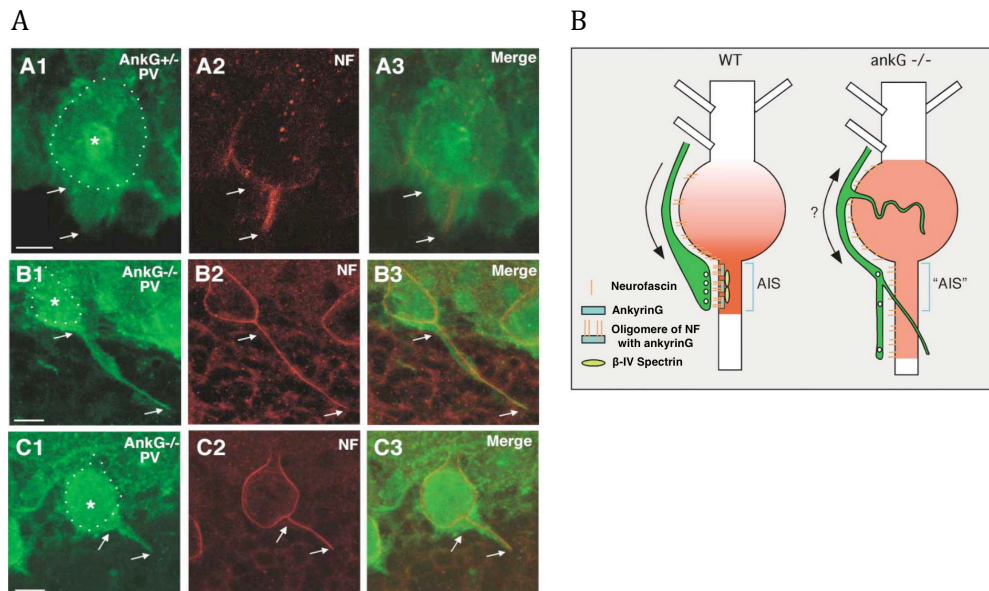 A
B
A1
AnkG+/-
PV
A2
NF
A3
Merge
B1
AnkG-/-
PV
B2
NF
B3
Merge
C1
AnkG-/-
PV
C2
NF
C3
Merge
*
*
*
WT
ankG -/-
?
AIS
“AIS”
Neurofascin
AnkyrinG
Oligomere of NF
with ankyringG
β-IV Spectrin